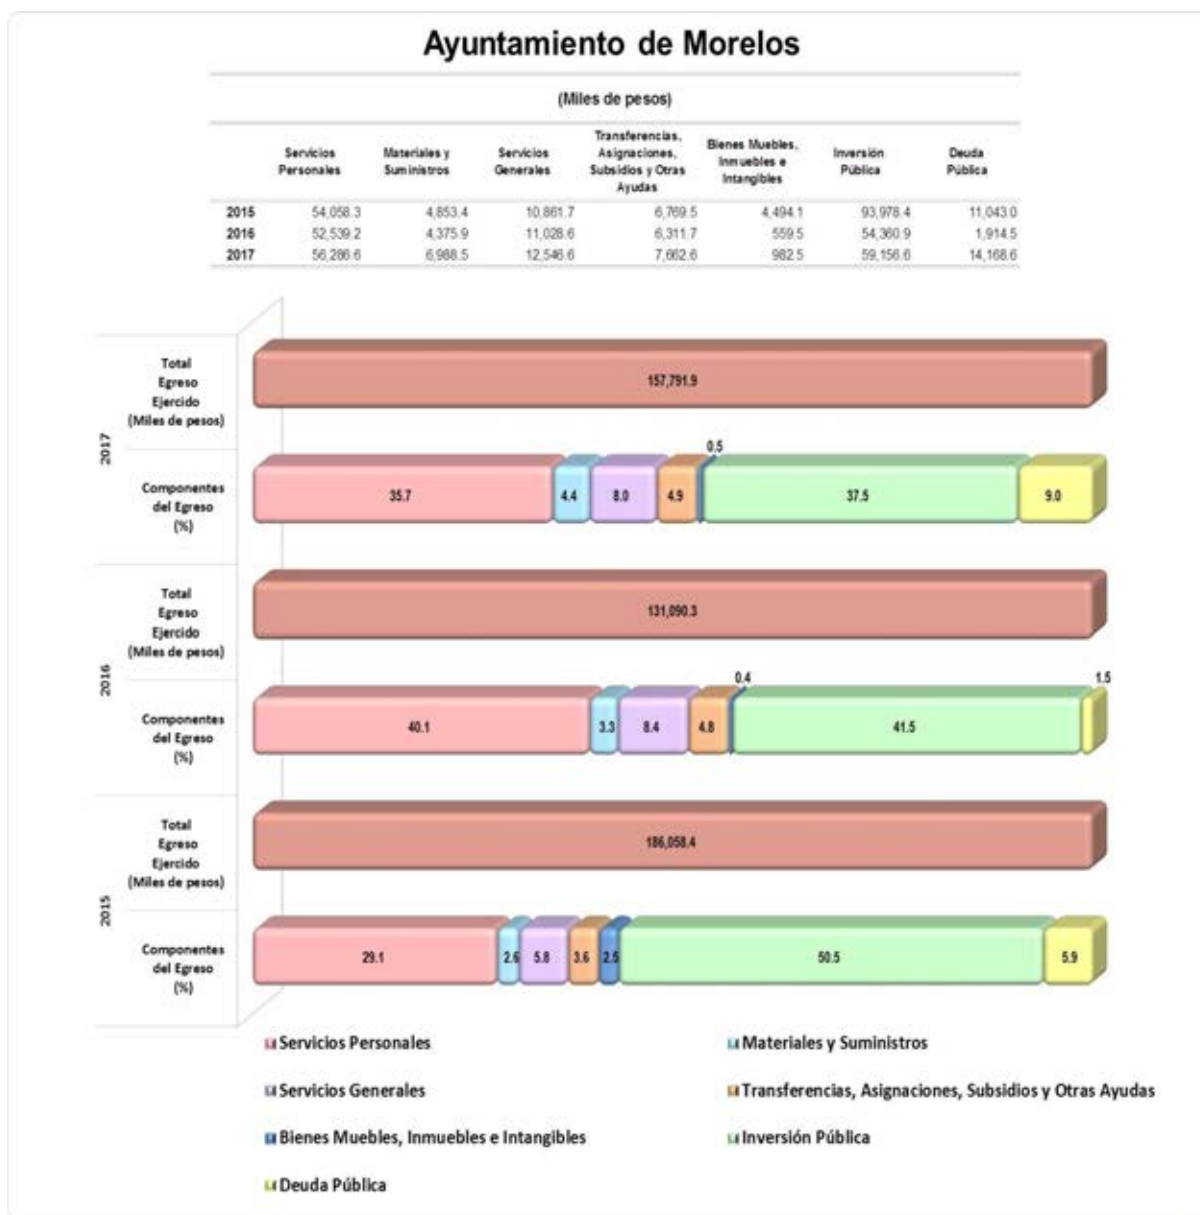 Ayuntamiento de Morelos
(Miles de pesos)
Servicios Personales
Materiales y Suministros
Servicios Generales
Transferencias, Asignaciones, Subsidios y Otras Ayudas
Bienes Muebles, Inmuebles e Intangibles
Inversión Pública
Deuda Pública
2015 54,058.3 4,853.4 10,861.7 6,769.5 4,494.1 93,978.4 11,043.0
2016 52,539.2 4,375.9 11,028.6 6,311.7 559.5 54,360.9 1,914.5
2017 56,286.6 6,988.5 12,546.6 7,662.6 982.5 59,156.6 14,168.6
2017
Total
Egreso
Ejercido
(Miles de pesos)
157,791.9
Componentes
del Egreso
(%)
35.7 4.4 8.0 4.9 0.5 37.5 9.0
2016
Total
Egreso
Ejercido
(Miles de pesos)
131,090.3
Componentes
del Egreso
(%)
40.1 3.3 8.4 4.8 0.4 41.5 1.5
2015
Total
Egreso
Ejercido
(Miles de pesos)
186,058.4
Componentes
del Egreso
(%)
29.1 2.6 5.8 3.6 2.5 50.5 5.9
Servicios Personales
Materiales y Suministros
Servicios Generales
Transferencias, Asignaciones, Subsidios y Otras Ayudas
Bienes Muebles, Inmuebles e Intangibles
Inversión Pública
Deuda Pública